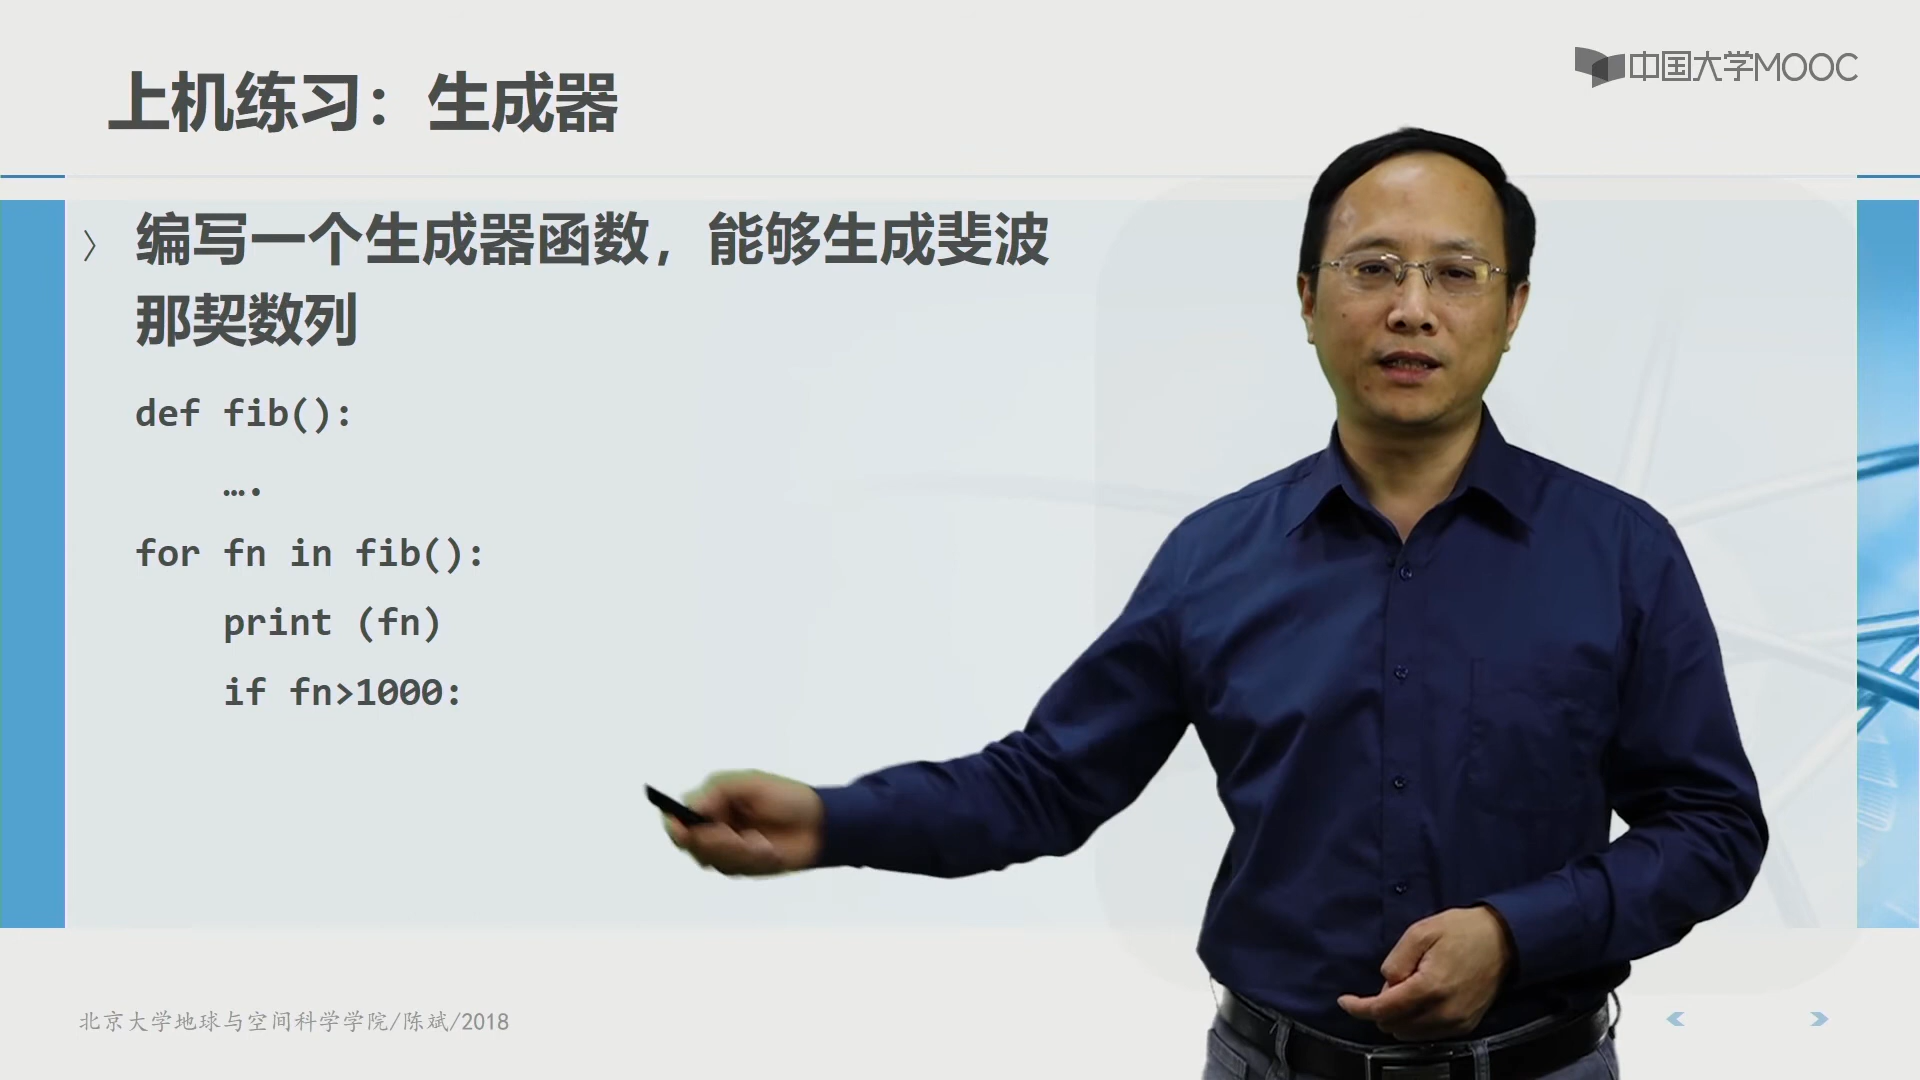 中国大学MOOC
上机练习：生成器
〉编写一个生成器函数，能够生成斐波
那契数列
def fib():
….
for fn in fib():
print (fn)
if fn>1000:
北京大学地球与空间科学学院/陈斌/2018